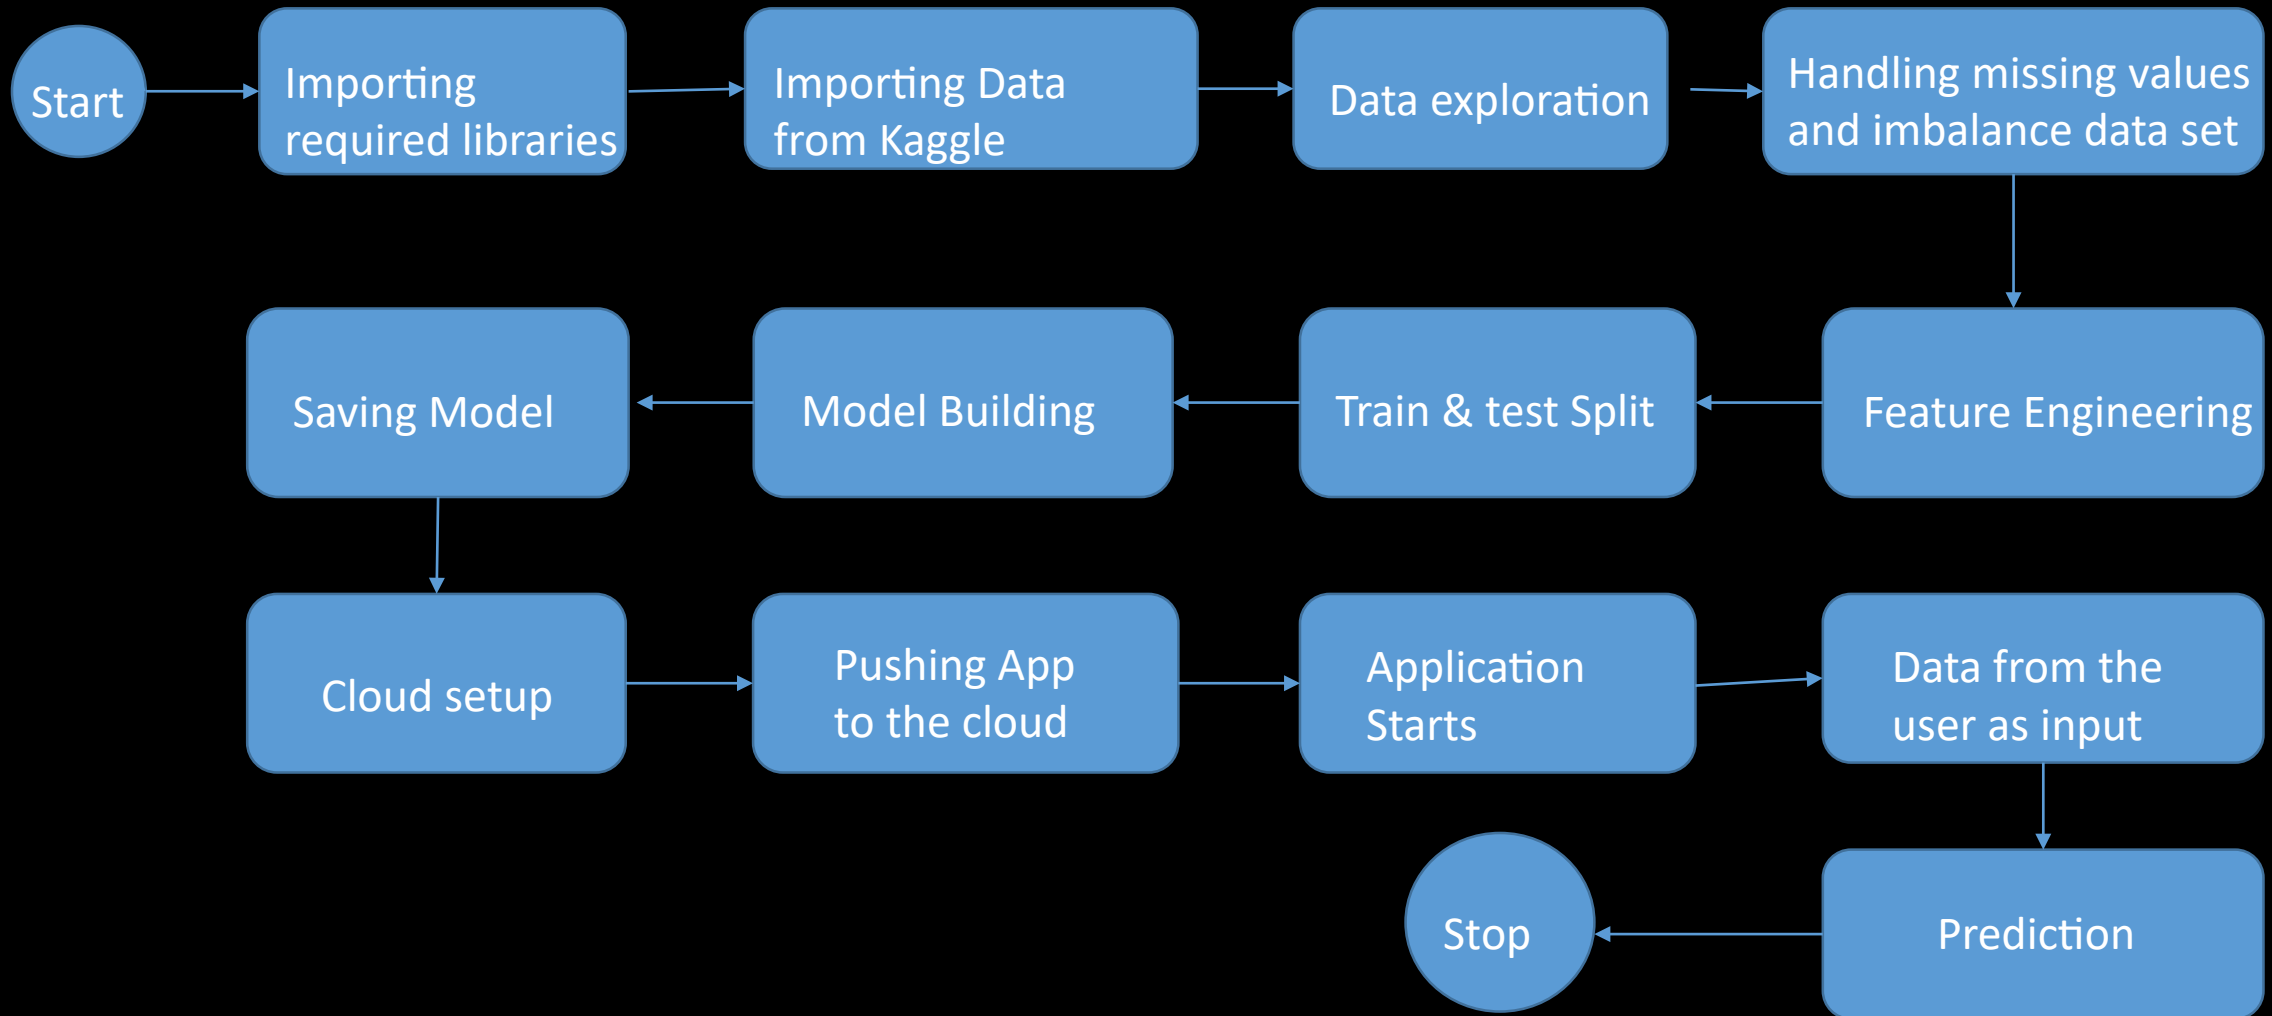 Start
Importing
required libraries
Importing Data
from Kaggle
Data exploration
Handling missing values
and imbalance data set
Feature Engineering
Train & test Split
Model Building
Saving Model
Cloud setup
Pushing App
to the cloud
Application
Starts
Data from the
user as input
Prediction
Stop